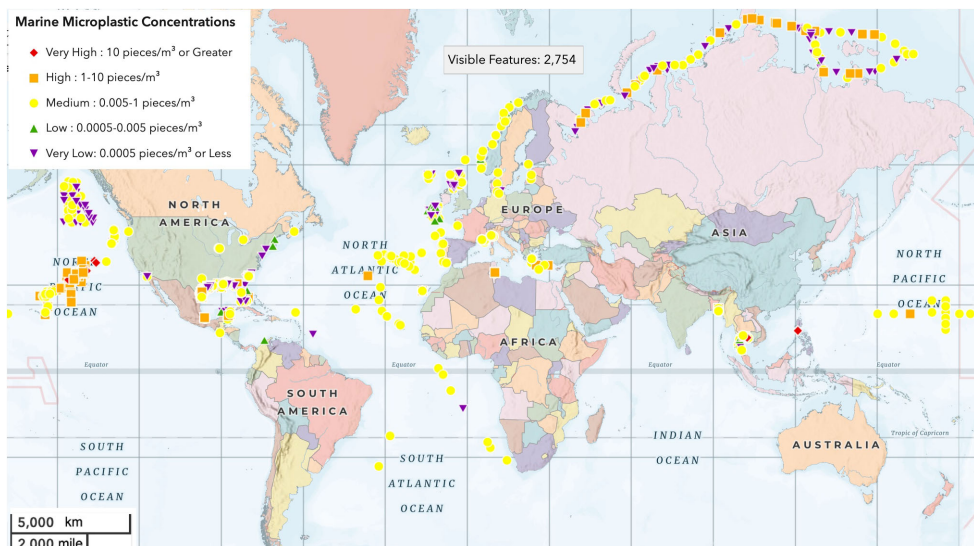 Marine Microplastic Concentrations
Very High : 10 pieces/m³ or Greater
High : 1-10 pieces/m³
Medium : 0.005-1 pieces/m³
Low : 0.0005-0.005 pieces/m³
Very Low: 0.0005 pieces/m³ or Less
Visible Features: 2,754
NORTH
AMERICA
EUROPE
ASIA
NORTH
ATLANTIC
OCEAN
NORTH
PACIFIC
OCEAN
OCEAN
AFRICA
Equator
Equator
Equator
Equator
SOUTH
AMERICA
SOUTH
PACIFIC
OCEAN
SOUTH
ATLANTIC
OCEAN
INDIAN
OCEAN
AUSTRALIA
Tropic of Capricorn
5,000 km
2,000 mile